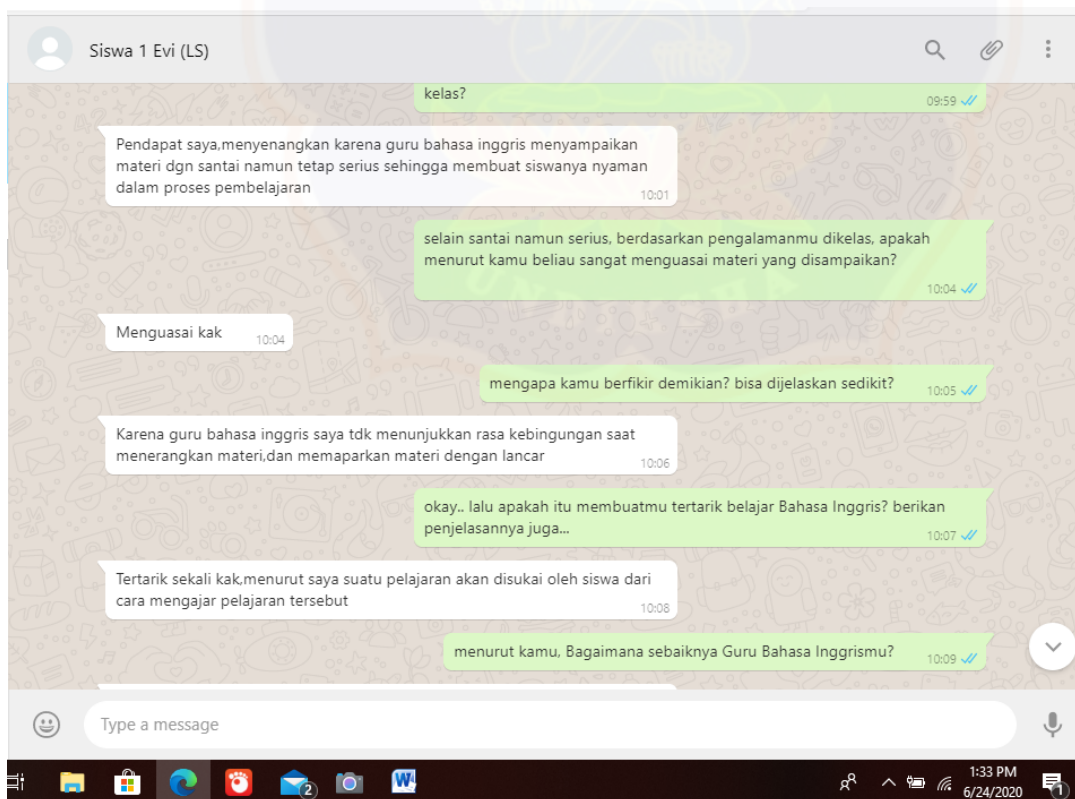 Siswa 1 Evi (LS)
kelas?
09:59
Pendapat saya,menyenangkan karena guru bahasa inggris menyampaikan
materi dgn santai namun tetap serius sehingga membuat siswanya nyaman
dalam proses pembelajaran
10:01
selain santai namun serius, berdasarkan pengalamanmu dikelas, apakah
menurut kamu beliau sangat menguasai materi yang disampaikan?
10:04
Menguasai kak
10:04
mengapa kamu berfikir demikian? bisa dijelaskan sedikit?
10:05
Karena guru bahasa inggris saya tdk menunjukkan rasa kebingungan saat
menerangkan materi,dan memaparkan materi dengan lancar
10:06
okay.. lalu apakah itu membuatmu tertarik belajar Bahasa Inggris? berikan
penjelasannya juga...
10:07
Tertarik sekali kak,menurut saya suatu pelajaran akan disukai oleh siswa dari
cara mengajar pelajaran tersebut
10:08
menurut kamu, Bagaimana sebaiknya Guru Bahasa Inggrismu?
10:09
Type a message
2
W
1:33 PM
6/24/2020
1